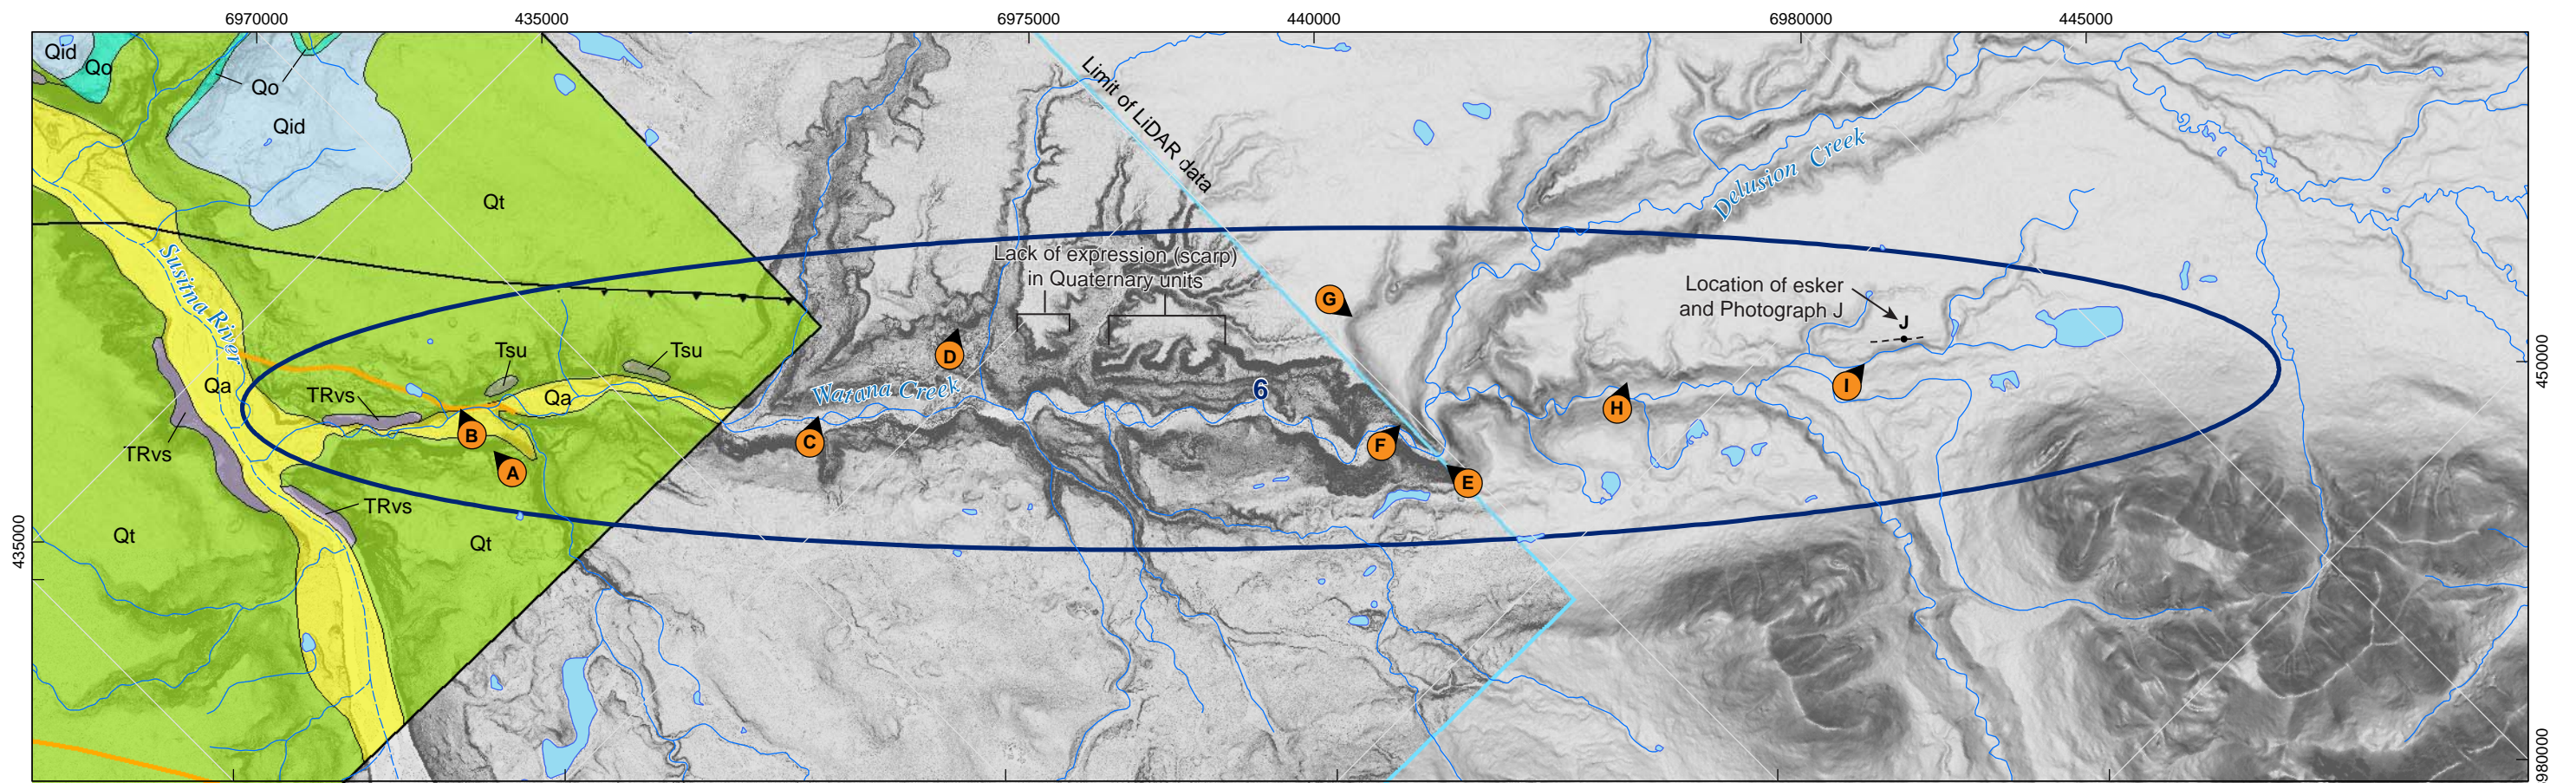 6970000
435000
6975000
440000
6980000
445000
Qid
Qo
Qo
Qid
Qt
Limit of LiDAR data
Delusion Creek
Susitna River
Lack of expression (scarp)
in Quaternary units
Location of esker
and Photograph J
J
G
D
Tsu
Tsu
Qa
TRvs
Qa
Watana Creek
6
I
H
450000
B
C
F
TRvs
A
E
TRvs
Qt
Qt
435000
980000